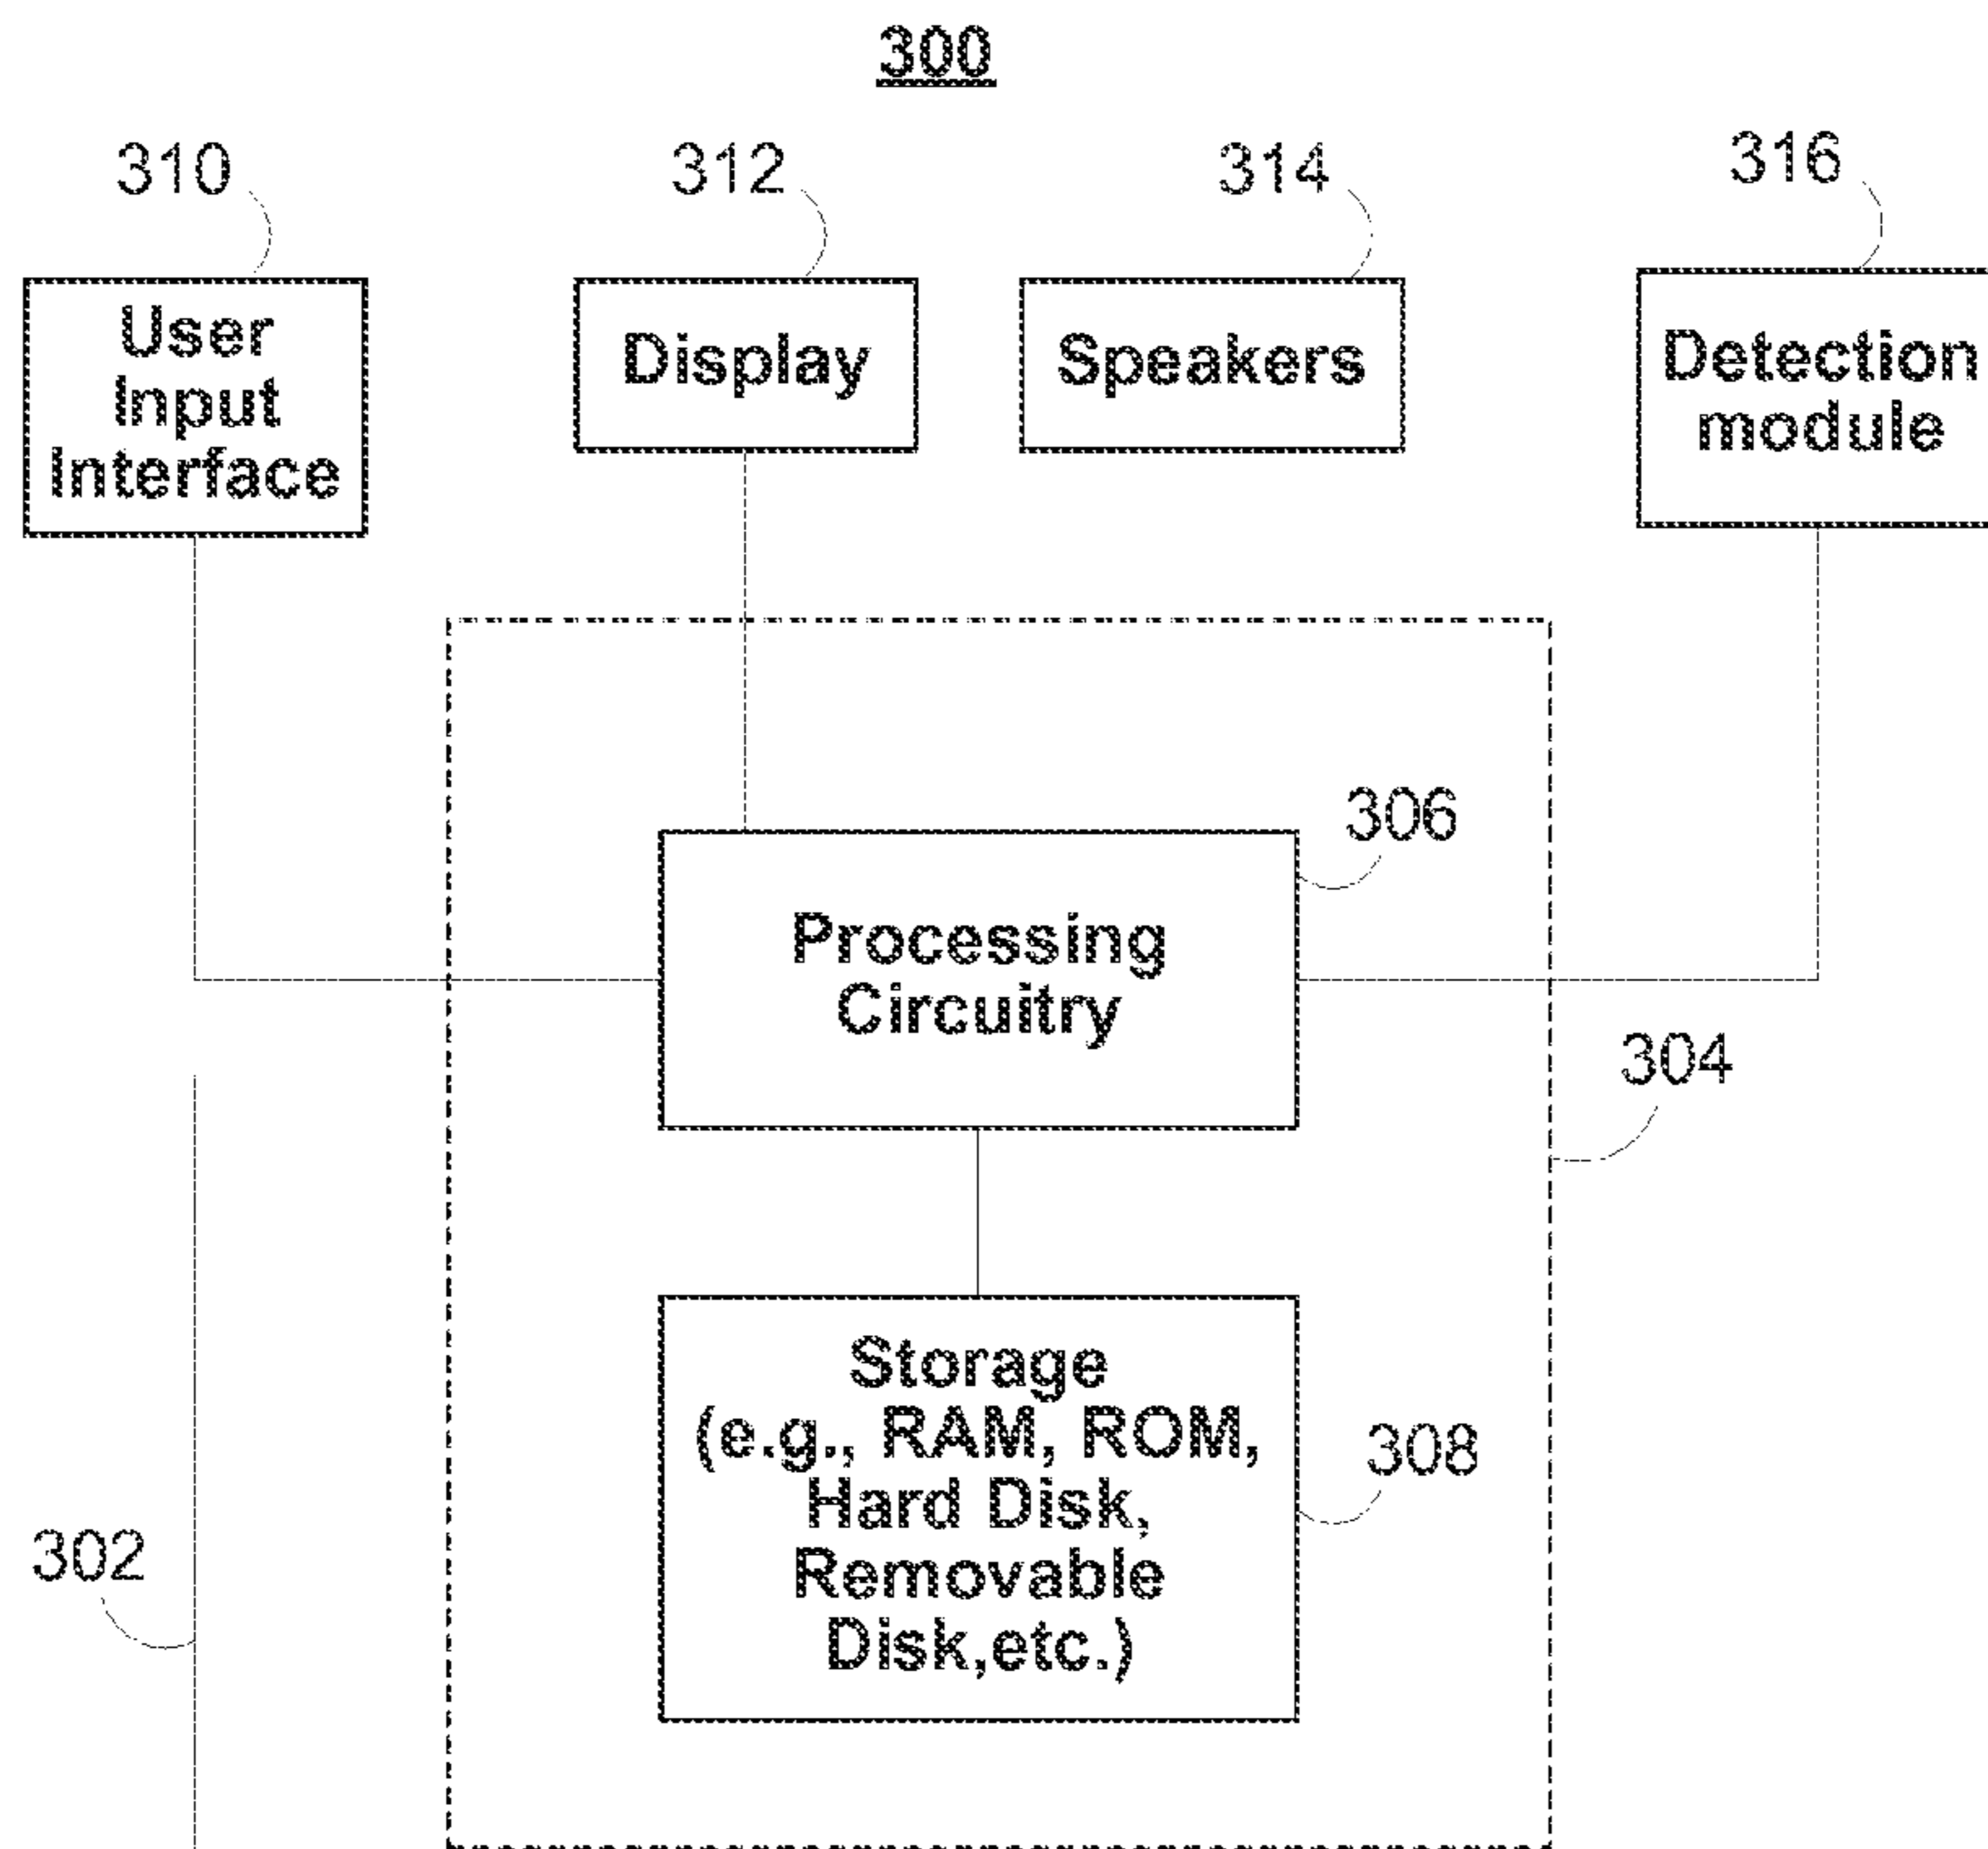 300
310
312
314
316
User
Input
Interface
Display
Speakers
Detection
module
306
Processing
Circuitry
304
Storage
(e.g., RAM, ROM,
Hard Disk,
Removable
Disk,etc.)
308
302